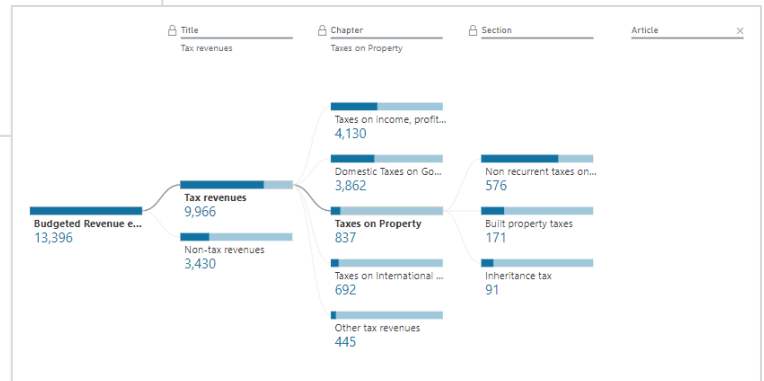 Title
Chapter
Section
Article
Tax revenues
Taxes on Property
Taxes on income, profit...
4,130
Domestic Taxes on Go...
3,862
Non recurrent taxes on...
576
Tax revenues
9,966
Budgeted Revenue e...
13,396
Taxes on Property
837
Built property taxes
171
Non-tax revenues
3,430
Taxes on International ...
692
Inheritance tax
91
Other tax revenues
445